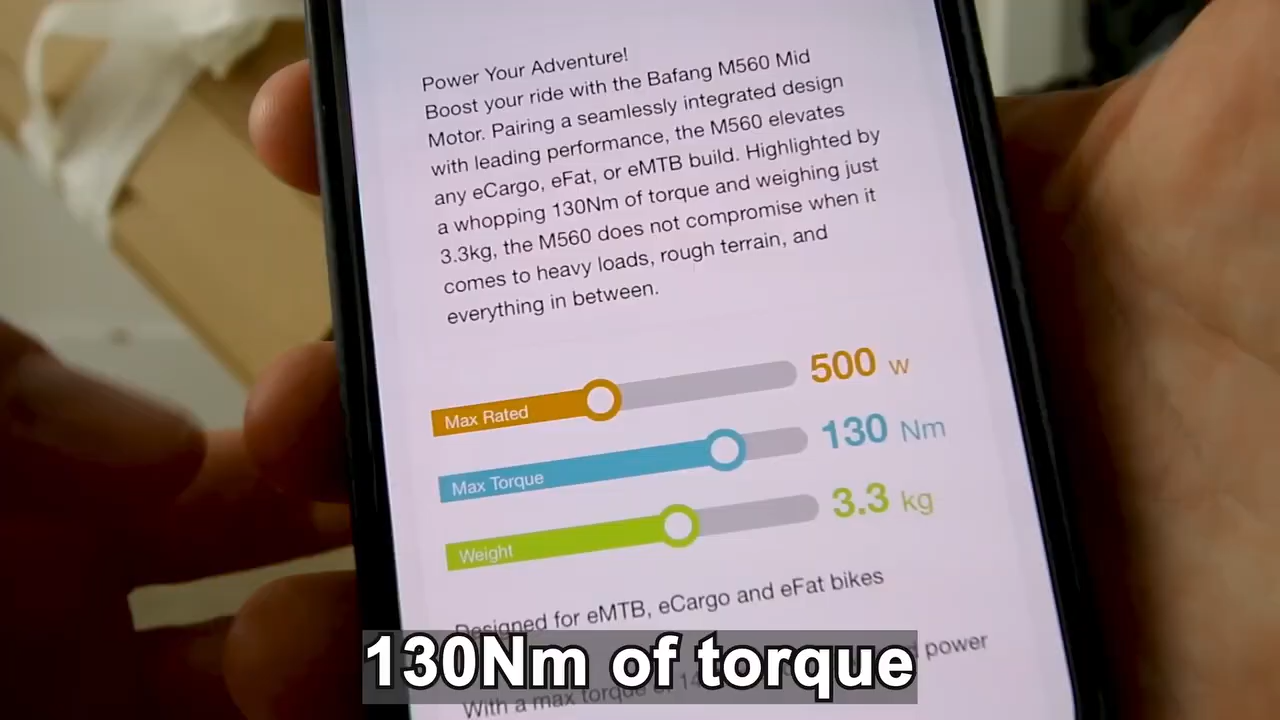 Power Your Adventure!
Boost your ride with the Bafang M560 Mid
Motor. Pairing a seamlessly integrated design
with leading performance, the M560 elevates
any eCargo, eFat, or eMTB build. Highlighted by
a whopping 130Nm of torque and weighing just
3.3kg, the M560 does not compromise when it
comes to heavy loads, rough terrain, and
everything in between.
Max Rated 500 w
Max Torque 130 Nm
Weight 3.3 kg
Designed for eMTB, eCargo and eFat bikes
power
With a max torque
130Nm of torque